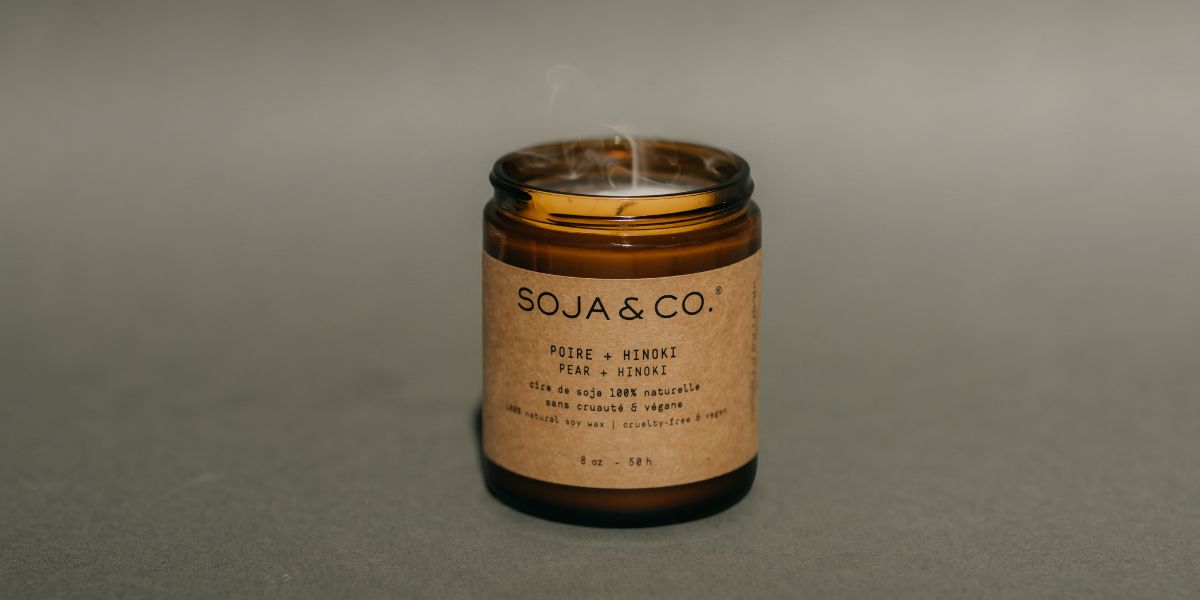 SOJA & CO.®
POIRE + HINOKI
PEAR + HINOKI
cire de soja 100% naturelle
sans cruauté & végane
100% natural soy wax | cruelty-free & vegan
8 oz - 50 h